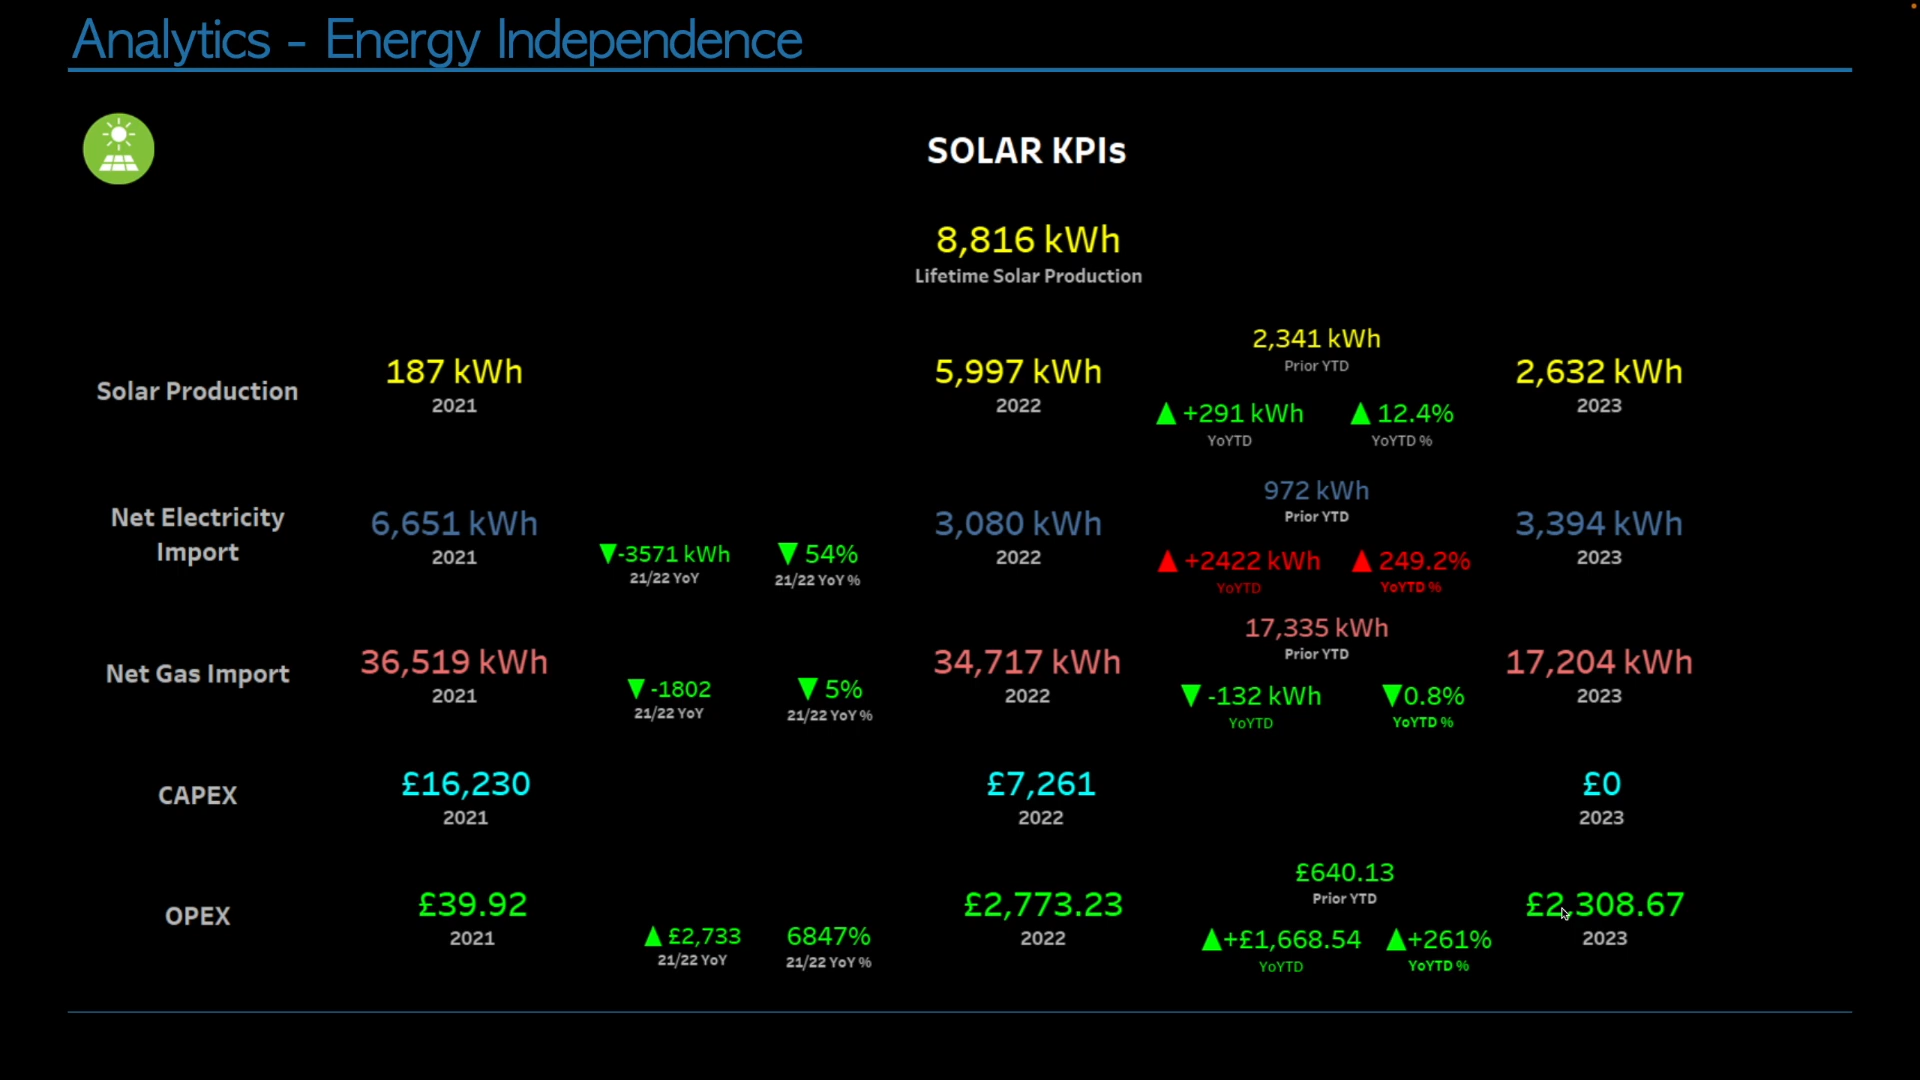 Analytics - Energy Independence
SOLAR KPIs
8,816 kWh
Lifetime Solar Production
Solar Production
187 kWh
2021
5,997 kWh
2022
2,341 kWh
Prior YTD
▲ +291 kWh
YoYTD
▲ 12.4%
YoYTD %
2,632 kWh
2023
Net Electricity
Import
6,651 kWh
2021
▼-3571 kWh
21/22 YoY
▼ 54%
21/22 YoY %
3,080 kWh
2022
972 kWh
Prior YTD
▲ +2422 kWh
YoYTD
▲ 249.2%
YoYTD %
3,394 kWh
2023
Net Gas Import
36,519 kWh
2021
▼ -1802
21/22 YoY
▼ 5%
21/22 YoY %
34,717 kWh
2022
17,335 kWh
Prior YTD
▼ -132 kWh
YoYTD
▼0.8%
YoYTD %
17,204 kWh
2023
CAPEX
£16,230
2021
£7,261
2022
£0
2023
OPEX
£39.92
2021
▲ £2,733
21/22 YoY
6847%
21/22 YoY %
£2,773.23
2022
£640.13
Prior YTD
▲+£1,668.54
YoYTD
▲+261%
YoYTD %
£2,308.67
2023